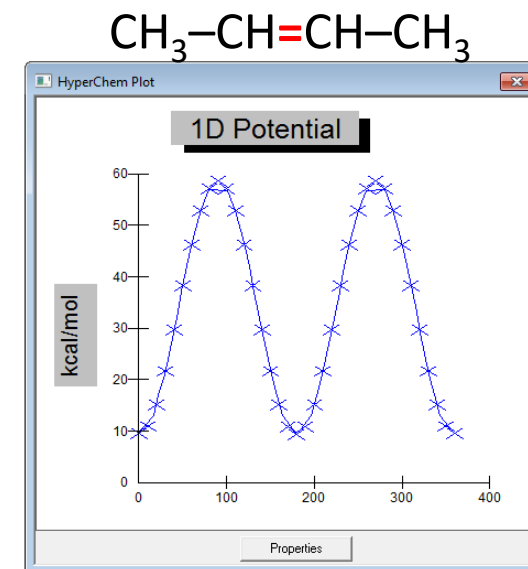 CH₃–CH=CH–CH₃
HyperChem Plot
1D Potential
kcal/mol
60
50
40
30
20
10
0
0 100 200 300 400
Properties